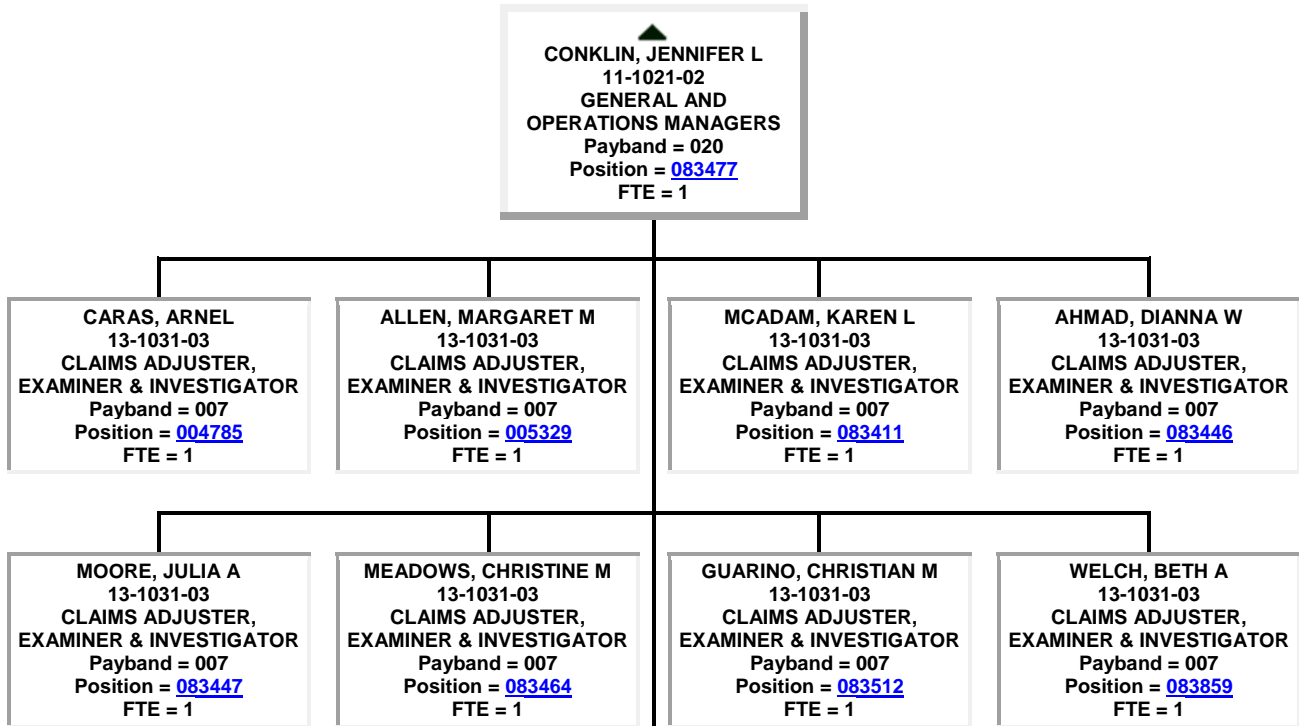 CONKLIN, JENNIFER L
11-1021-02
GENERAL AND
OPERATIONS MANAGERS
Payband = 020
Position = 083477
FTE = 1
CARAS, ARNEL
13-1031-03
CLAIMS ADJUSTER,
EXAMINER & INVESTIGATOR
Payband = 007
Position = 004785
FTE = 1
ALLEN, MARGARET M
13-1031-03
CLAIMS ADJUSTER,
EXAMINER & INVESTIGATOR
Payband = 007
Position = 005329
FTE = 1
MCADAM, KAREN L
13-1031-03
CLAIMS ADJUSTER,
EXAMINER & INVESTIGATOR
Payband = 007
Position = 083411
FTE = 1
AHMAD, DIANNA W
13-1031-03
CLAIMS ADJUSTER,
EXAMINER & INVESTIGATOR
Payband = 007
Position = 083446
FTE = 1
MOORE, JULIA A
13-1031-03
CLAIMS ADJUSTER,
EXAMINER & INVESTIGATOR
Payband = 007
Position = 083447
FTE = 1
MEADOWS, CHRISTINE M
13-1031-03
CLAIMS ADJUSTER,
EXAMINER & INVESTIGATOR
Payband = 007
Position = 083464
FTE = 1
GUARINO, CHRISTIAN M
13-1031-03
CLAIMS ADJUSTER,
EXAMINER & INVESTIGATOR
Payband = 007
Position = 083512
FTE = 1
WELCH, BETH A
13-1031-03
CLAIMS ADJUSTER,
EXAMINER & INVESTIGATOR
Payband = 007
Position = 083859
FTE = 1